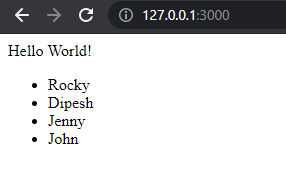 127.0.0.1:3000
Hello World!
Rocky
Dipesh
Jenny
John